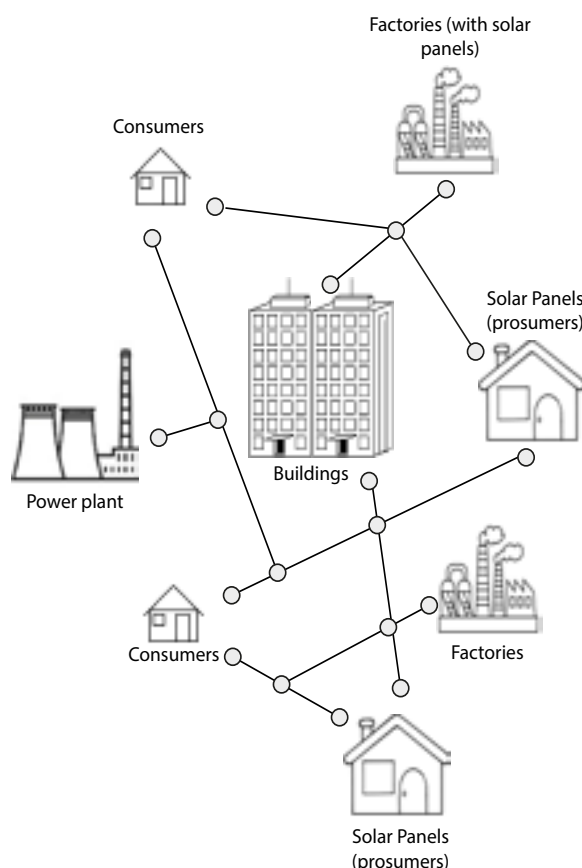 Factories (with solar
panels)
Consumers
Solar Panels
(prosumers)
Buildings
Power plant
Consumers
Factories
Solar Panels
(prosumers)